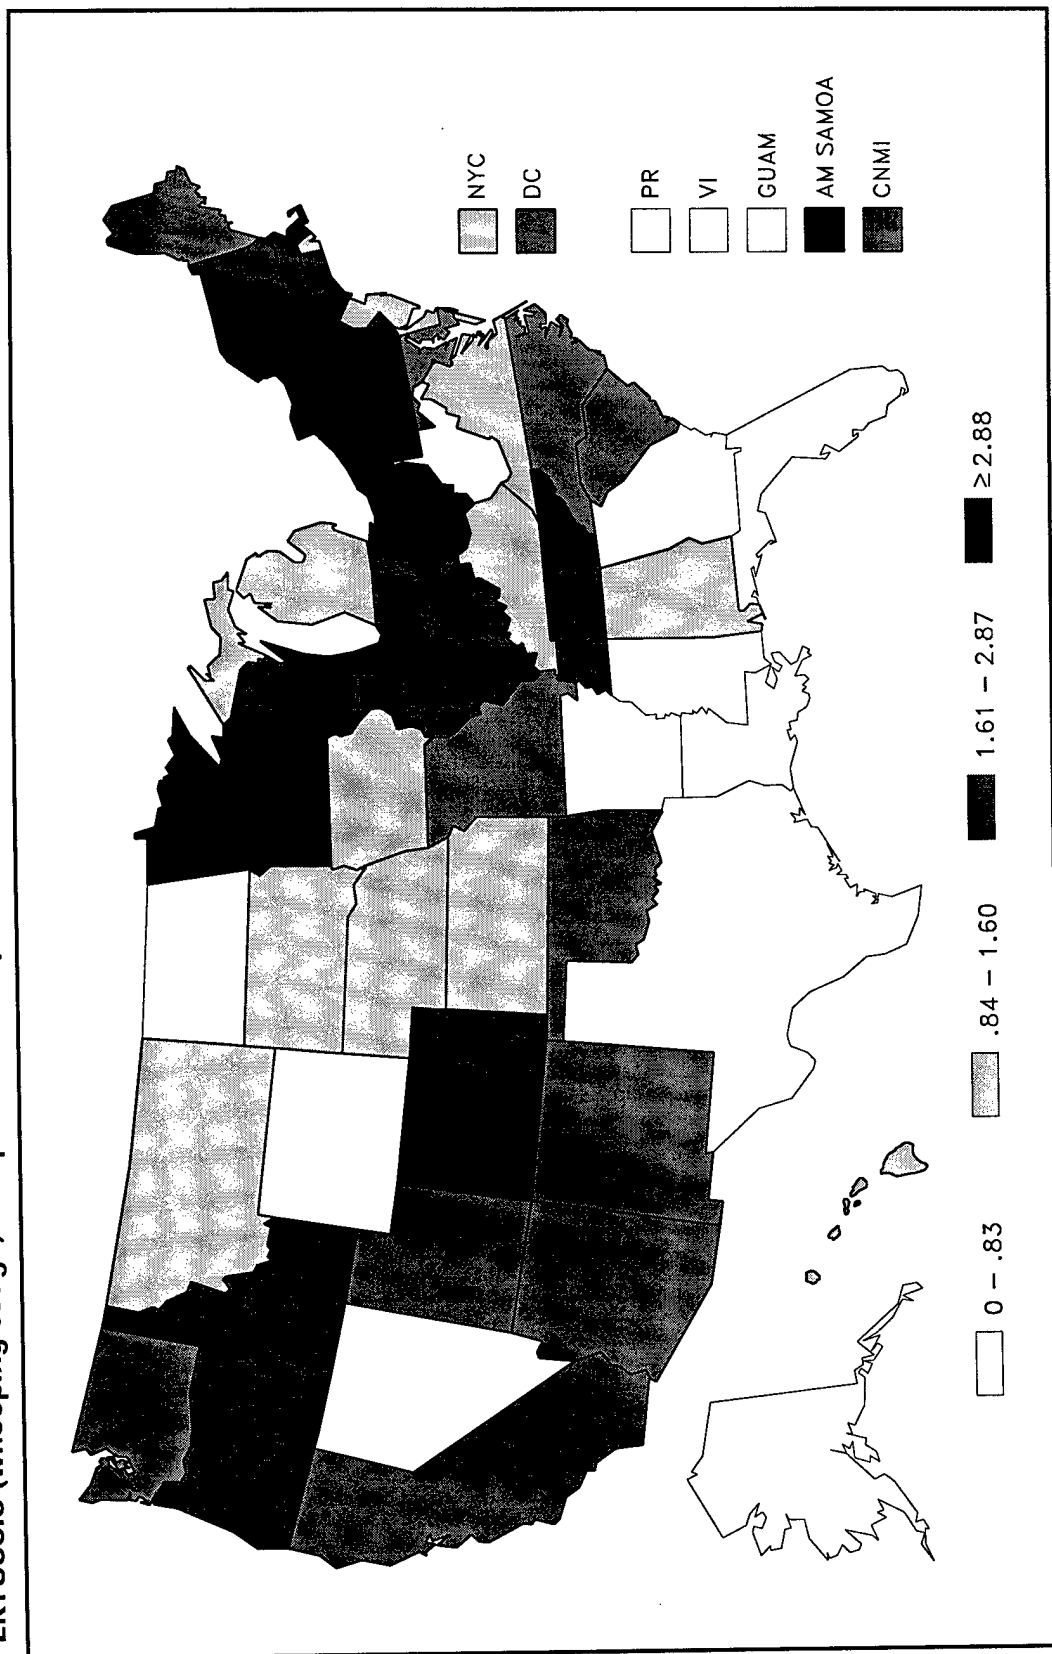 NYC
DC
PR
VI
GUAM
AM SAMOA
CNMI
0 – .83
.84 – 1.60
1.61 – 2.87
≥2.88